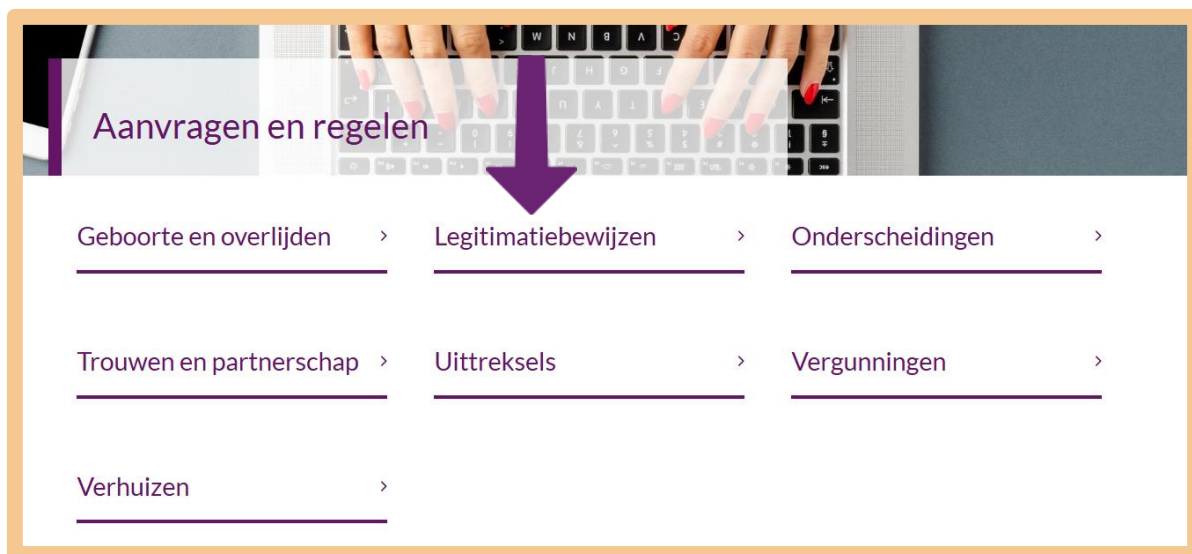 Aanvragen en regelen
Geboorte en overlijden >
Legitimatiebewijzen >
Onderscheidingen >
Trouwen en partnerschap >
Uittreksels >
Vergunningen >
Verhuizen >